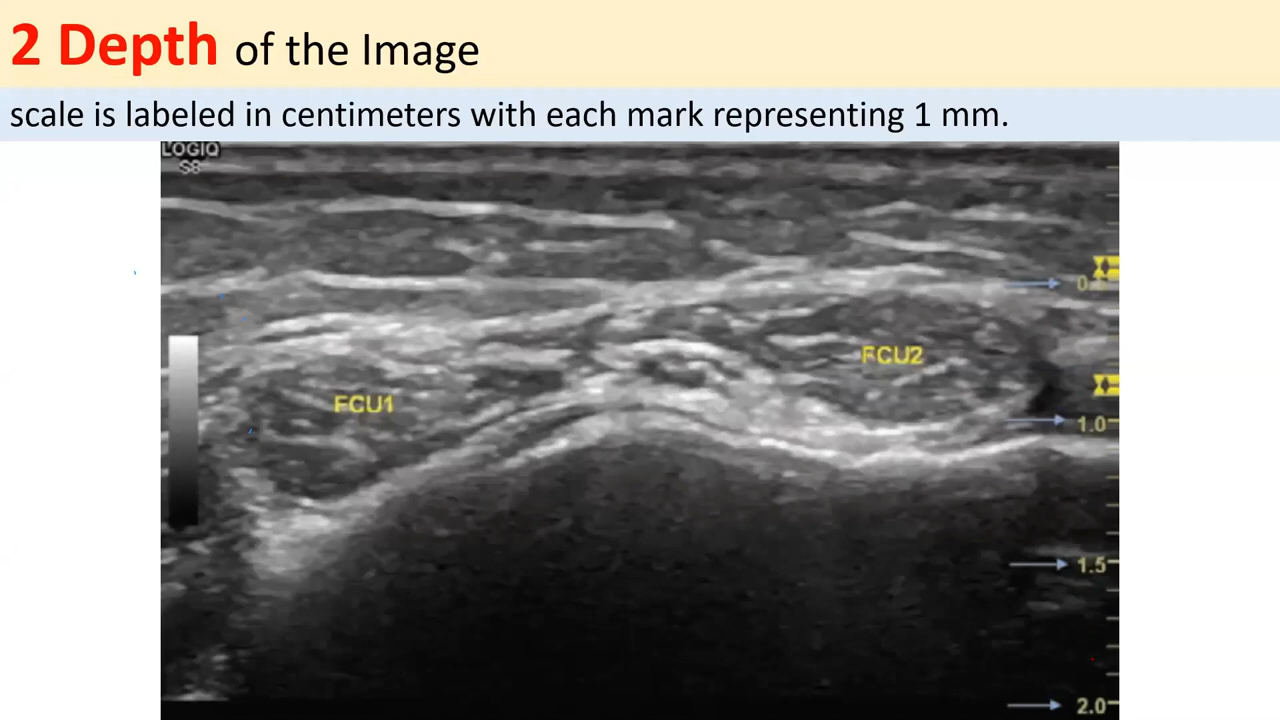 2 Depth of the Image
scale is labeled in centimeters with each mark representing 1 mm.
LOGIQ
S8
FCU2
FCU1
1.0
1.5
2.0